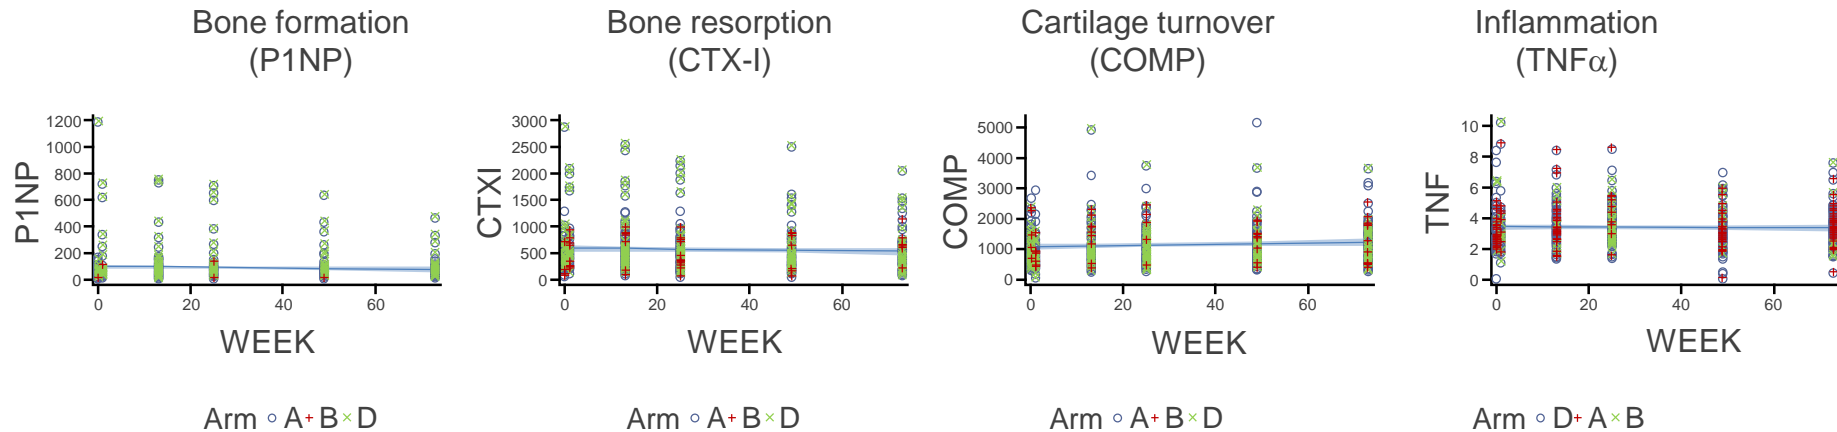 Bone formation
(P1NP)
1200
1000
800
600
400
200
0
P1NP
0
20
40
60
WEEK
Arm A B D
Bone resorption
(CTX-I)
3000
2500
2000
1500
1000
500
0
CTXI
0
20
40
60
WEEK
Arm A B D
Cartilage turnover
(COMP)
5000
4000
3000
2000
1000
0
COMP
0
20
40
60
WEEK
Arm A B D
Inflammation
(TNFα)
10
8
6
4
2
0
TNF
0
20
40
60
WEEK
Arm D A B